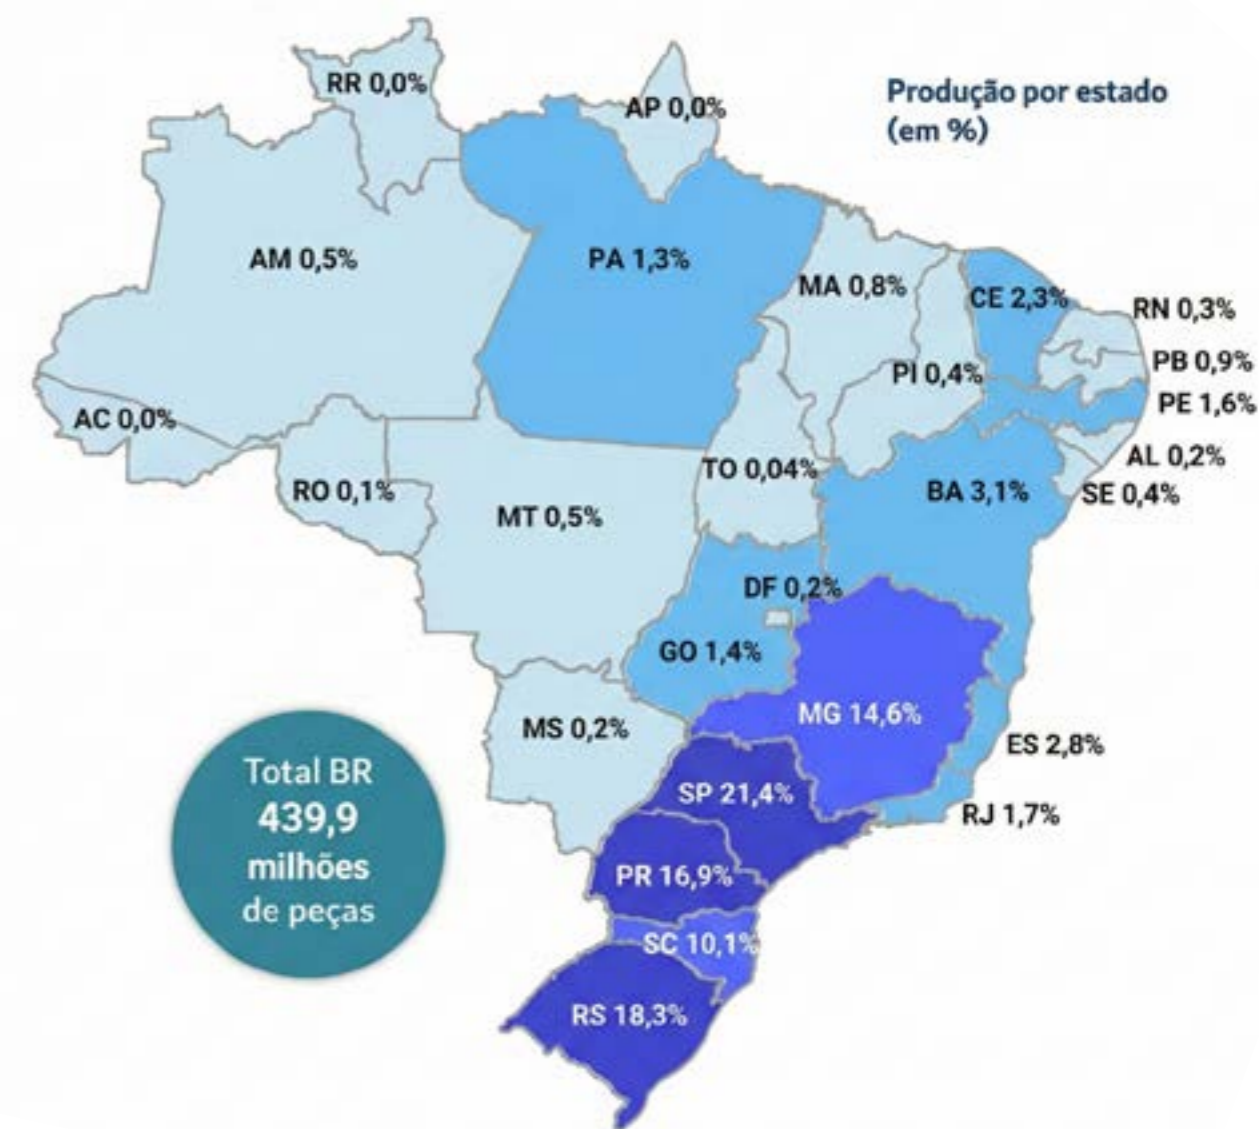 Produção por estado
(em %)
RR 0,0%
AP 0,0%
AM 0,5%
PA 1,3%
MA 0,8%
CE 2,3%
RN 0,3%
PB 0,9%
PI 0,4%
PE 1,6%
AC 0,0%
AL 0,2%
TO 0,04%
RO 0,1%
BA 3,1%
SE 0,4%
MT 0,5%
DF 0,2%
GO 1,4%
MG 14,6%
MS 0,2%
ES 2,8%
SP 21,4%
RJ 1,7%
PR 16,9%
SC 10,1%
RS 18,3%
Total BR
439,9
milhões
de peças